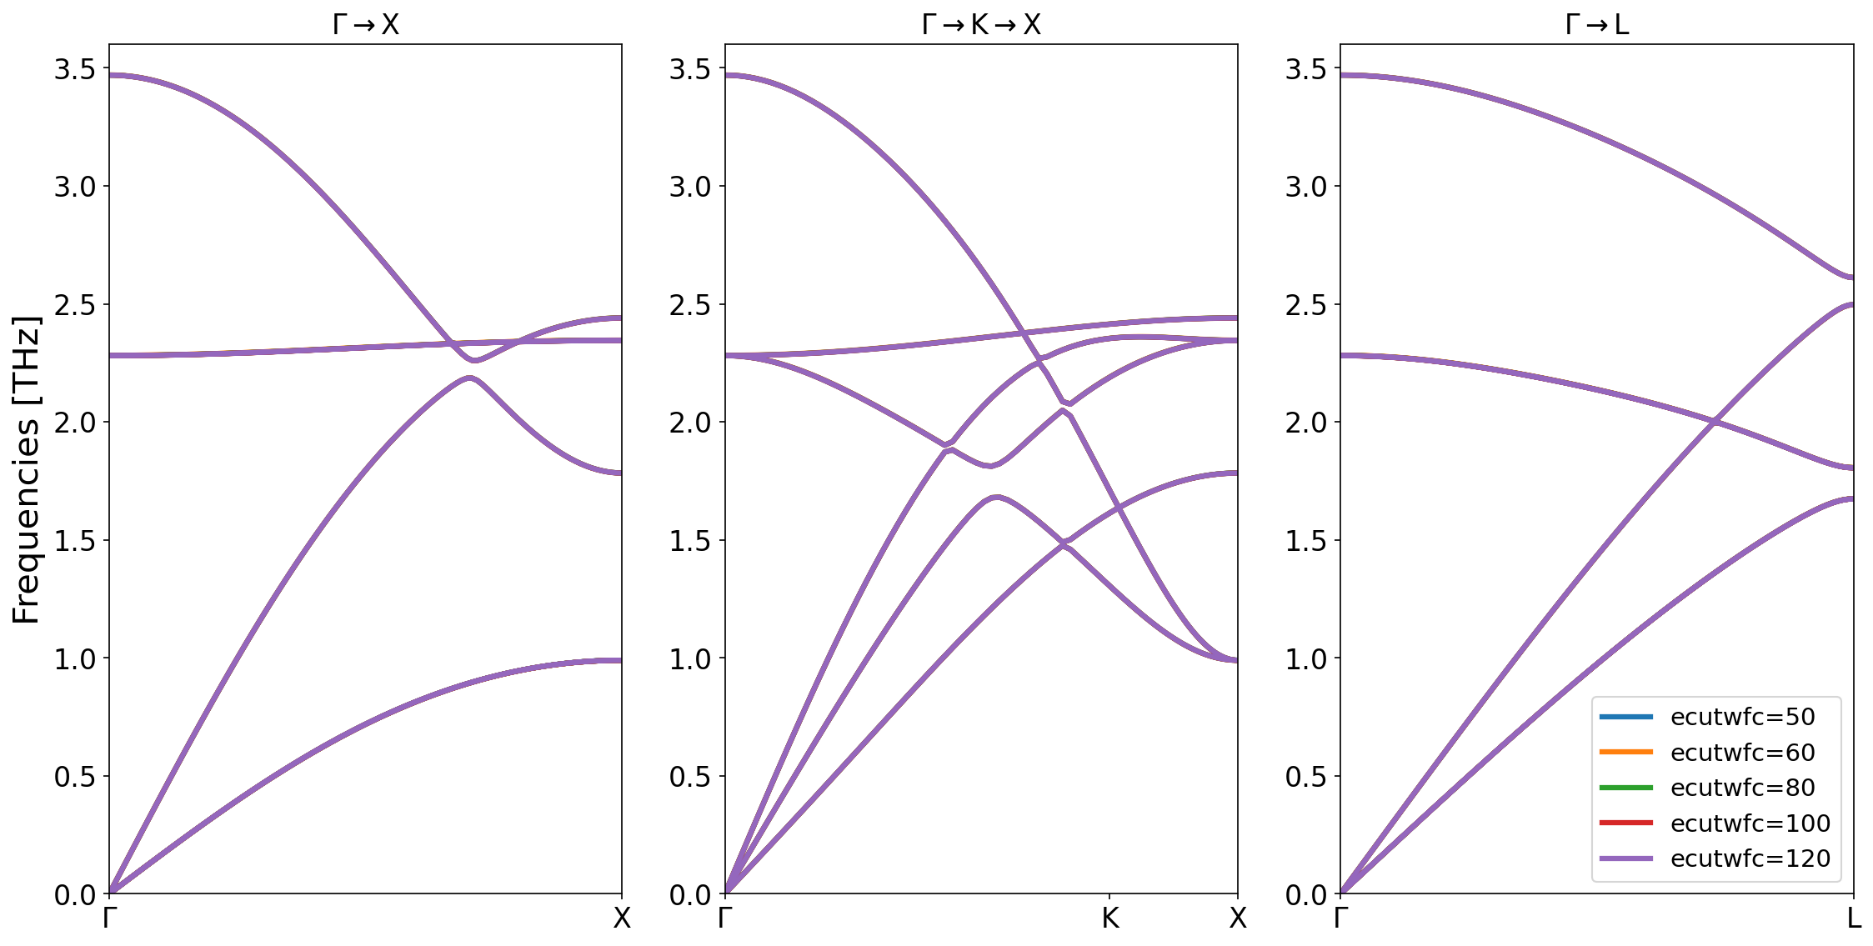 Γ→X
Γ→K→X
Γ→L
Frequencies [THz]
3.5
3.0
2.5
2.0
1.5
1.0
0.5
0.0
Γ
X
3.5
3.0
2.5
2.0
1.5
1.0
0.5
0.0
Γ
K
X
3.5
3.0
2.5
2.0
1.5
1.0
0.5
0.0
Γ
L
ecutwfc=50
ecutwfc=60
ecutwfc=80
ecutwfc=100
ecutwfc=120